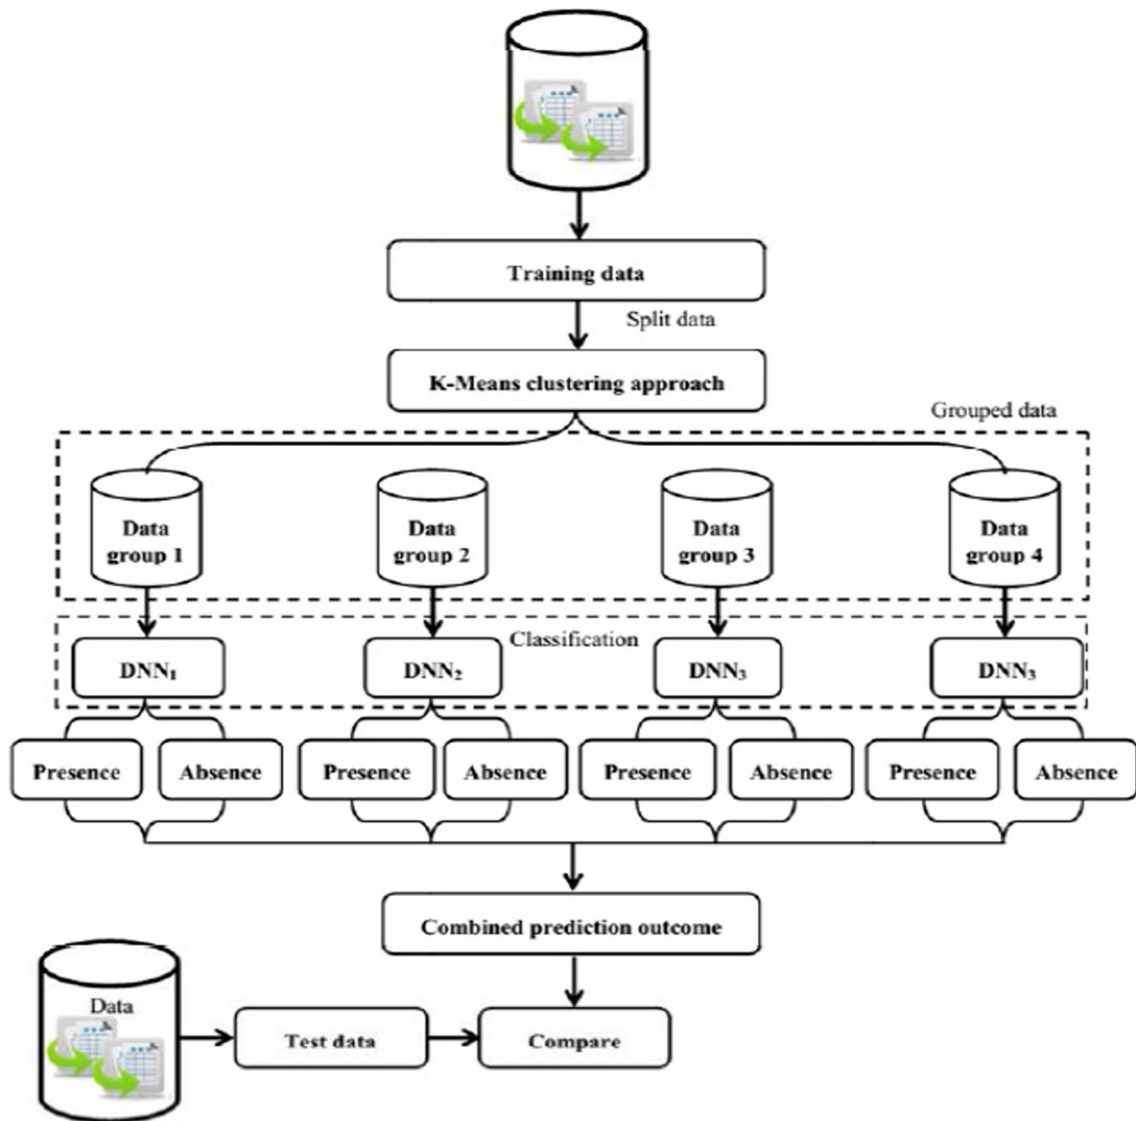 Training data
Split data
K-Means clustering approach
Grouped data
Data
group 1
Data
group 2
Data
group 3
Data
group 4
Classification
DNN₁
DNN₂
DNN₃
DNN₃
Presence
Absence
Presence
Absence
Presence
Absence
Presence
Absence
Combined prediction outcome
Data
Test data
Compare